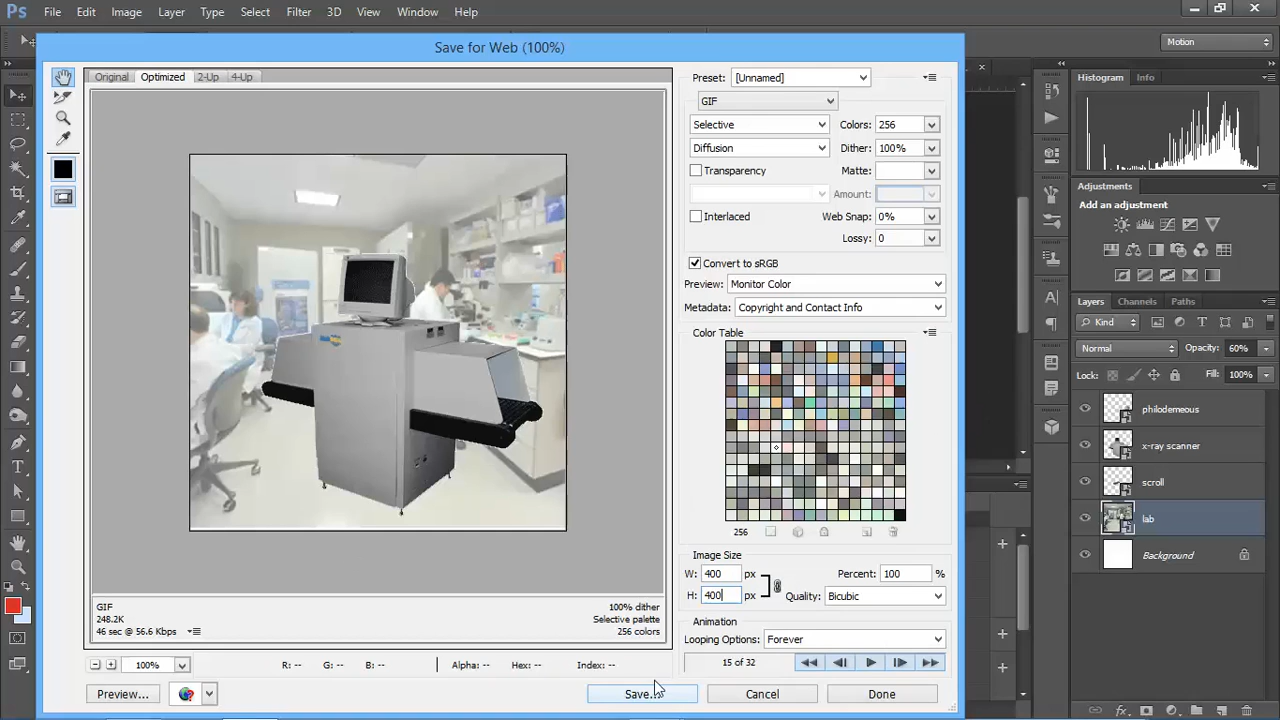 Ps File Edit Image Layer Type Select Filter 3D View Window Help
Save for Web (100%)
Motion
Original Optimized 2-Up 4-Up
Preset: [Unnamed]
GIF
Selective Colors: 256
Diffusion Dither: 100%
Transparency Matte:
Amount:
Interlaced Web Snap: 0%
Lossy: 0
Convert to sRGB
Preview: Monitor Color
Metadata: Copyright and Contact Info
Color Table
256
Image Size
W: 400 px Percent: 100 %
H: 400 px Quality: Bicubic
Animation
Looping Options: Forever
15 of 32
GIF
248.2K
46 sec @ 56.6 Kbps
100% dither
Selective palette
256 colors
100% R: -- G: -- B: -- Alpha: -- Hex: -- Index: --
Preview... Save... Cancel Done
Histogram Info
Adjustments
Add an adjustment
Layers Channels Paths
Kind
Normal Opacity: 60%
Lock: Fill: 100%
philodemeous
x-ray scanner
scroll
lab
Background